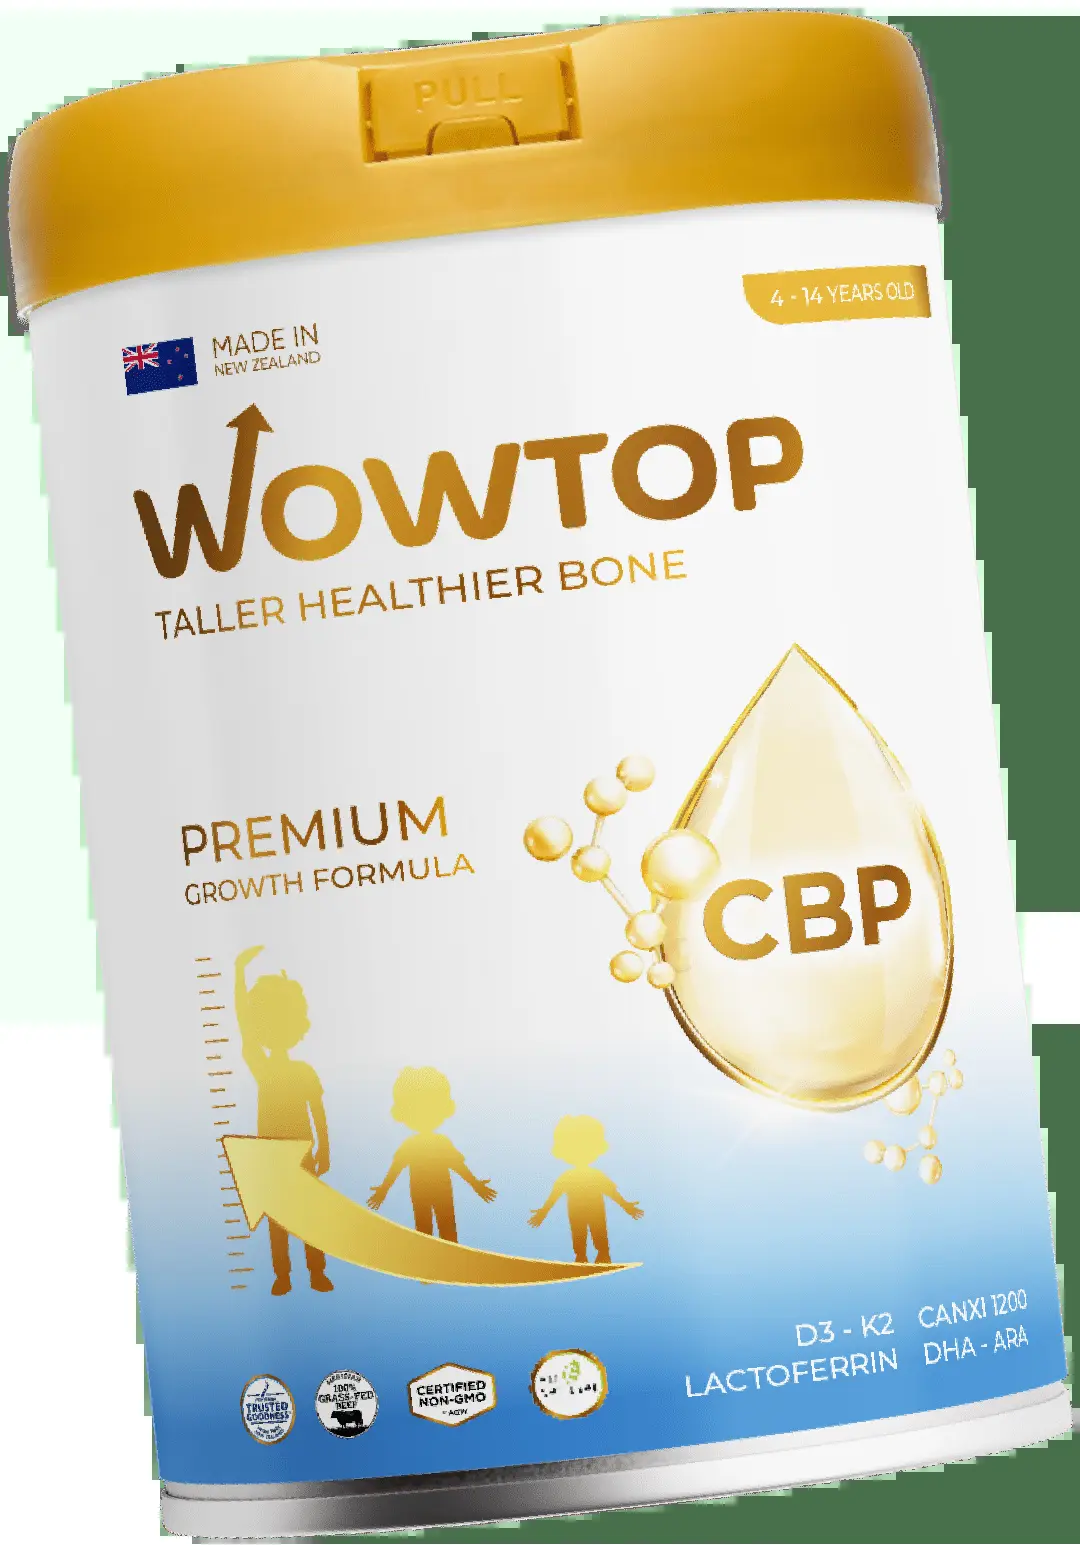 PULL
4 - 14 YEARS OLD
MADE IN
NEW ZEALAND
WOWTOP
TALLER HEALTHIER BONE
PREMIUM
GROWTH FORMULA
CBP
D3 - K2 CANXI 1200
LACTOFERRIN DHA - ARA
TRUSTED
GOODNESS
100%
GRASS-FED
BEEF
CERTIFIED
NON-GMO